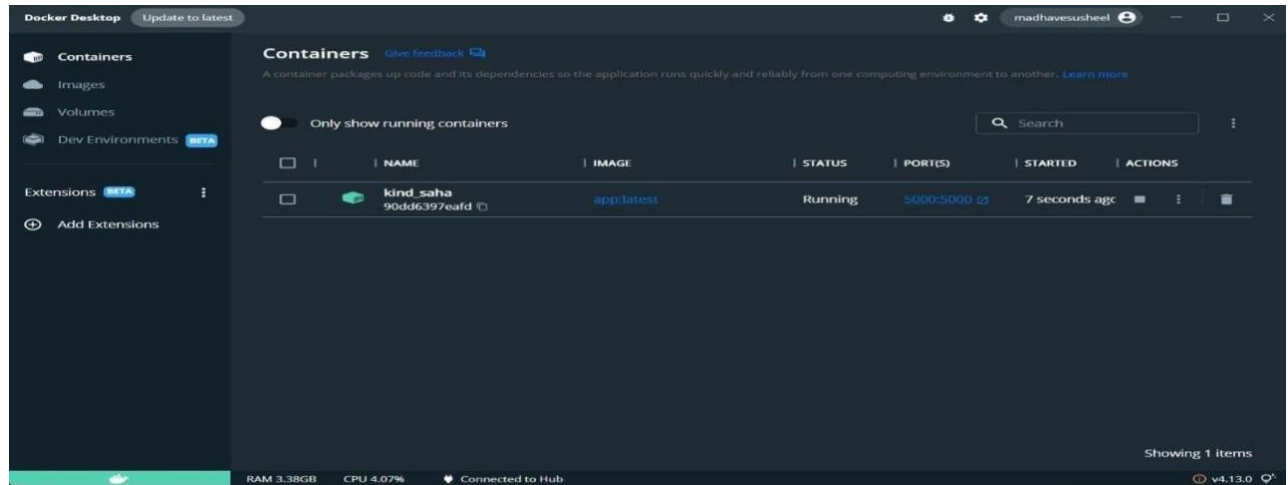 Docker Desktop Update to latest madhavesusheel
Containers
Images
Volumes
Dev Environments BETA
Extensions BETA
Add Extensions
Containers Give feedback
A container packages up code and its dependencies so the application runs quickly and reliably from one computing environment to another. Learn more
Only show running containers Search
NAME IMAGE STATUS PORT(S) STARTED ACTIONS
kind_saha app:latest Running 5000:5000 7 seconds agc
90dd6397eafd
Showing 1 items
RAM 3.38GB CPU 4.07% Connected to Hub v4.13.0